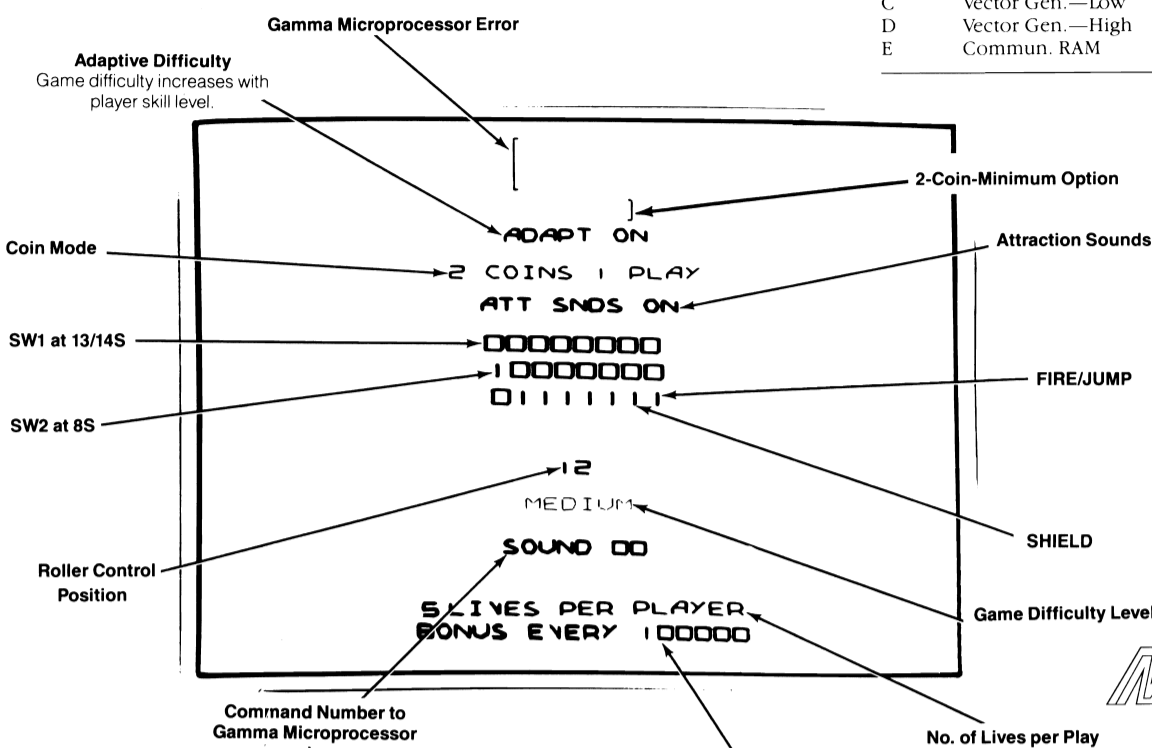 C Vector Gen.—Low
D Vector Gen.—High
E Commun. RAM
Gamma Microprocessor Error
Adaptive Difficulty
Game difficulty increases with
player skill level.
2-Coin-Minimum Option
ADAPT ON
Attraction Sounds
Coin Mode
2 COINS 1 PLAY
ATT SNDS ON
SW1 at 13/14S
00000000
10000000
FIRE/JUMP
01111111
SW2 at 8S
12
MEDIUM
SHIELD
SOUND 00
Roller Control
Position
5 LIVES PER PLAYER
Game Difficulty Level
BONUS EVERY 100000
Command Number to
Gamma Microprocessor
No. of Lives per Play